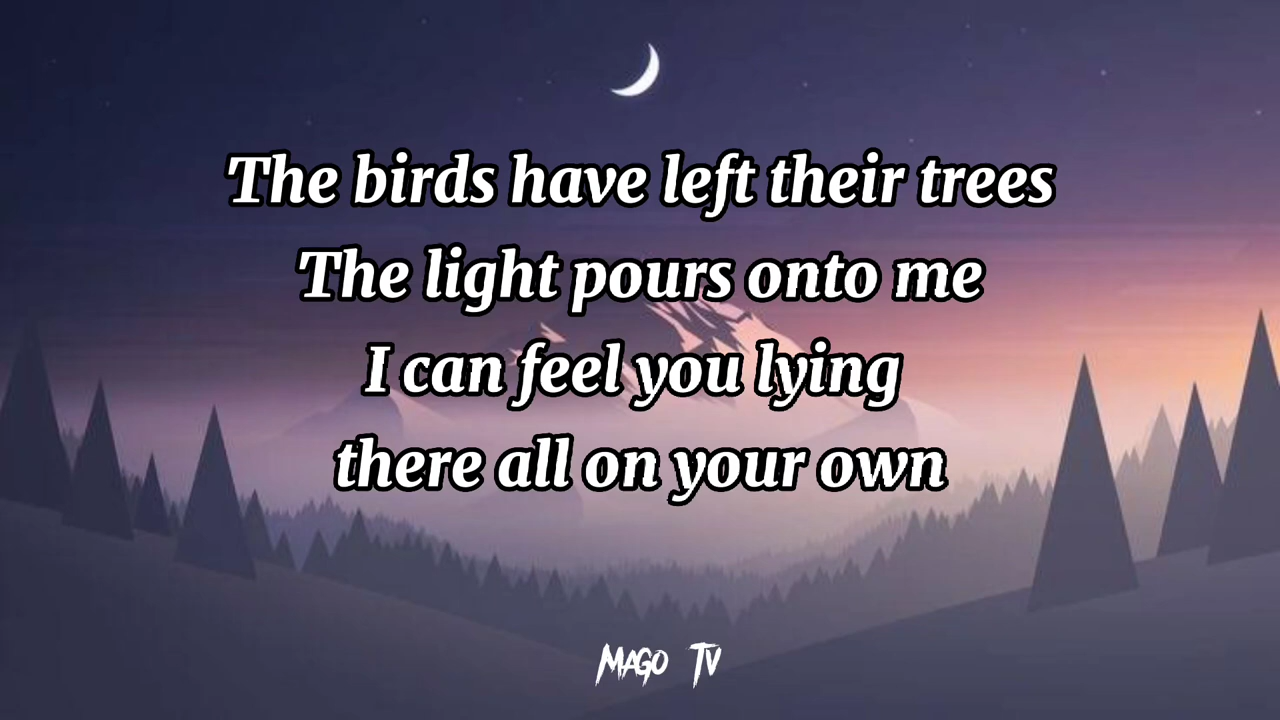 The birds have left their trees
The light pours onto me
I can feel you lying
there all on your own
MAGO TV